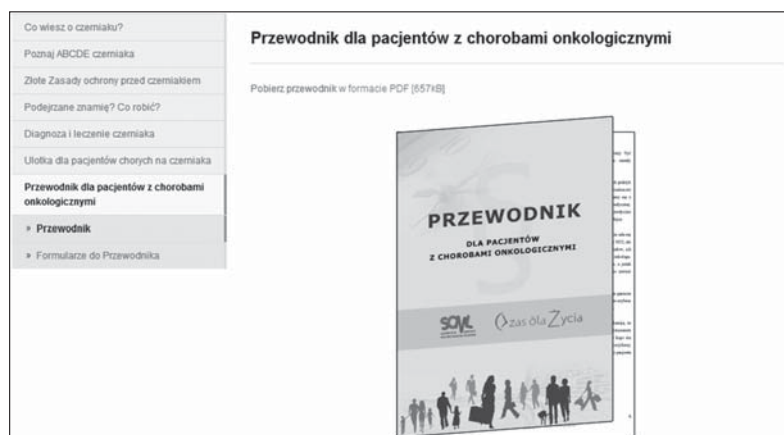 Co wiesz o czerniaku?
Poznaj ABCDE czerniaka
Złote Zasady ochrony przed czerniakiem
Podejrzane znamię? Co robić?
Diagnoza i leczenie czerniaka
Ulotka dla pacjentów chorych na czerniaka
Przewodnik dla pacjentów z chorobami
onkologicznymi
» Przewodnik
» Formularze do Przewodnika
Przewodnik dla pacjentów z chorobami onkologicznymi
Pobierz przewodnik w formacie PDF [657kB]
PRZEWODNIK
DLA PACJENTÓW
Z CHOROBAMI ONKOLOGICZNYMI
Czas dla Życia